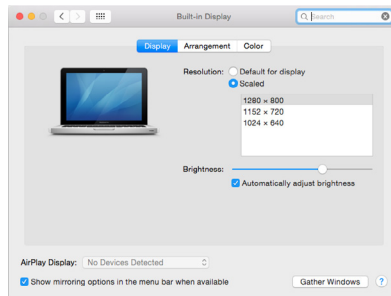 Built-in Display
Search
Display Arrangement Color
Resolution: Default for display
Scaled
1280 × 800
1152 × 720
1024 × 640
Brightness:
Automatically adjust brightness
AirPlay Display: No Devices Detected
Show mirroring options in the menu bar when available
Gather Windows ?